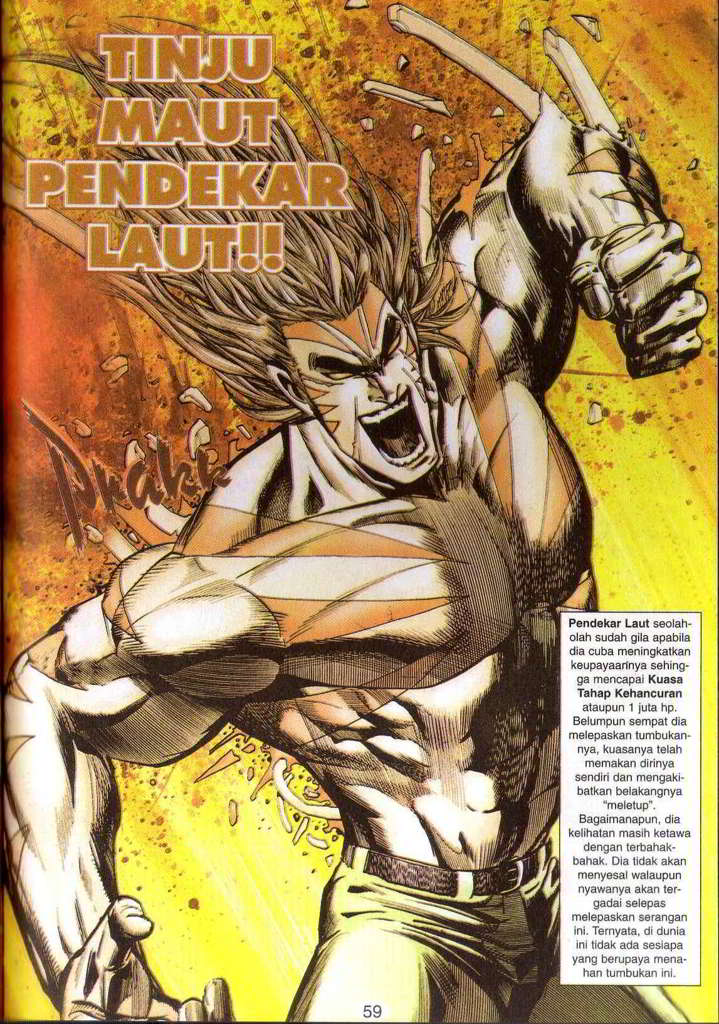 TINJU
MAUT
PENDEKAR
LAUT!!
Pendekar Laut seolah-
olah sudah gila apabila
dia cuba meningkatkan
keupayaarinya sehing-
ga mencapai Kuasa
Tahap Kehancuran
ataupun 1 juta hp.
Belumpun sempat dia
melepaskan tumbukan-
nya, kuasanya telah
memakan dirinya
sendiri dan mengaki-
batkan belakangnya
"meletup".
Bagaimanapun, dia
kelihatan masih ketawa
dengan terbahak-
bahak. Dia tidak akan
menyesal walaupun
nyawanya akan ter-
gadai selepas
melepaskan serangan
ini. Ternyata, di dunia
ini tidak ada sesiapa
yang berupaya mena-
han tumbukan ini.
59